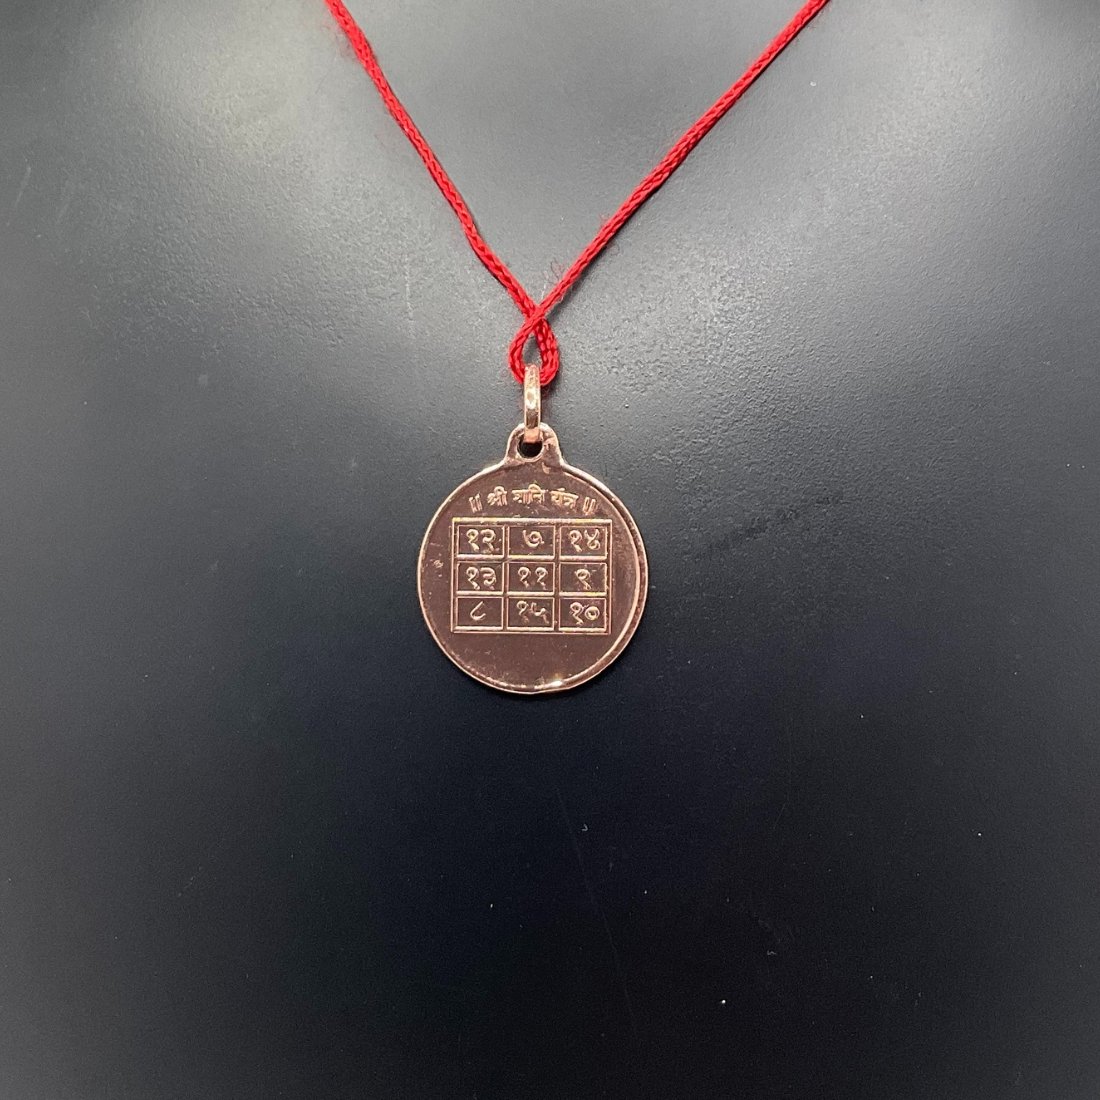 ॥ श्री शनि यंत्र ॥
१२ ७ १४
१३ ११ ९
८ १५ १०